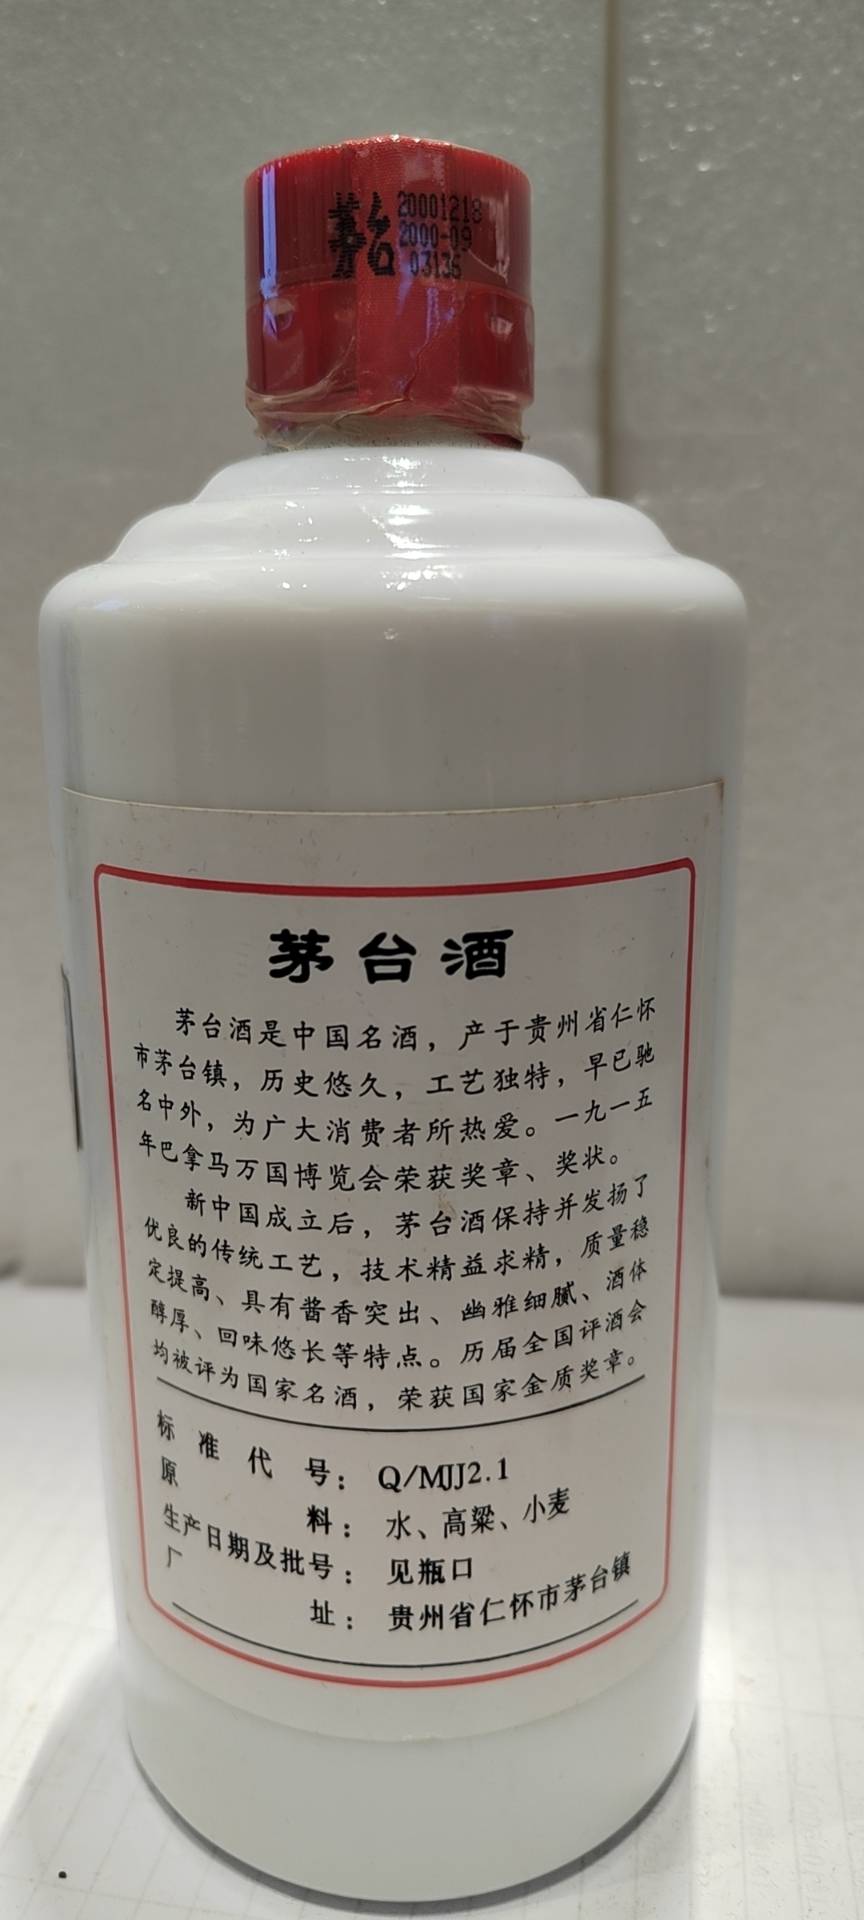 茅台
20001218
2000-09
03136
茅台酒
茅台酒是中国名酒，产于贵州省仁怀
市茅台镇，历史悠久，工艺独特，早已驰
名中外，为广大消费者所热爱。一九一五
年巴拿马万国博览会荣获奖章、奖状。
新中国成立后，茅台酒保持并发扬了
优良的传统工艺，技术精益求精，质量稳
定提高、具有酱香突出、幽雅细腻、酒体
醇厚、回味悠长等特点。历届全国评酒会
均被评为国家名酒，荣获国家金质奖章。
标准代号：Q/MJJ2.1
原料：水、高粱、小麦
生产日期及批号：见瓶口
厂址：贵州省仁怀市茅台镇